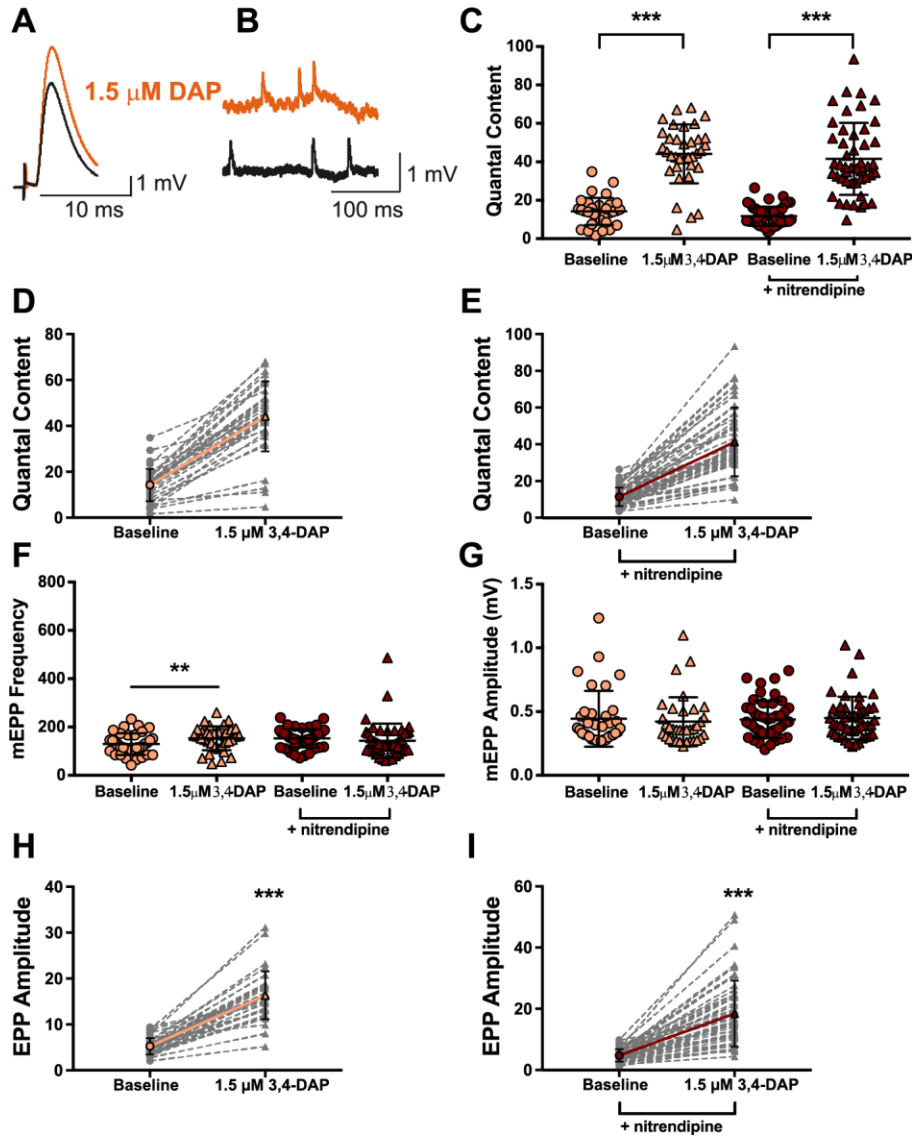 A
B
C
1.5 μM DAP
1 mV
10 ms
1 mV
100 ms
***
***
Quantal Content
100
80
60
40
20
0
Baseline
1.5μM3,4-DAP
Baseline
1.5μM3,4-DAP
+ nitrendipine
D
E
Quantal Content
80
60
40
20
0
Baseline
1.5 μM 3,4-DAP
Quantal Content
100
80
60
40
20
0
Baseline
1.5 μM 3,4-DAP
+ nitrendipine
F
G
mEPP Frequency
800
600
400
200
0
**
Baseline
1.5μM3,4-DAP
Baseline
1.5μM3,4-DAP
+ nitrendipine
mEPP Amplitude (mV)
1.5
1.0
0.5
0.0
Baseline
1.5μM3,4-DAP
Baseline
1.5μM3,4-DAP
+ nitrendipine
H
I
EPP Amplitude
40
30
20
10
0
***
Baseline
1.5 μM 3,4-DAP
EPP Amplitude
60
40
20
0
***
Baseline
1.5 μM 3,4-DAP
+ nitrendipine